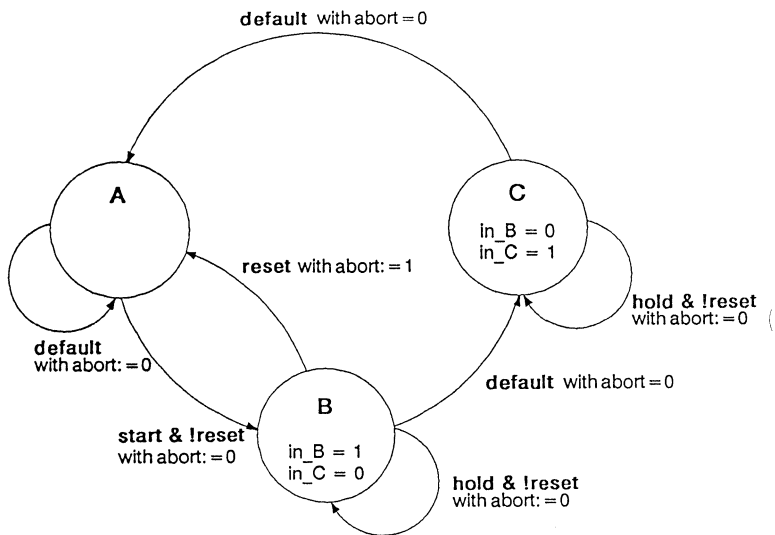 default with abort=0
A
C
in_B = 0
in_C = 1
reset with abort:=1
hold & !reset
with abort:=0
default
with abort:=0
default with abort=0
B
start & !reset
with abort:=0
in_B = 1
in_C = 0
hold & !reset
with abort:=0